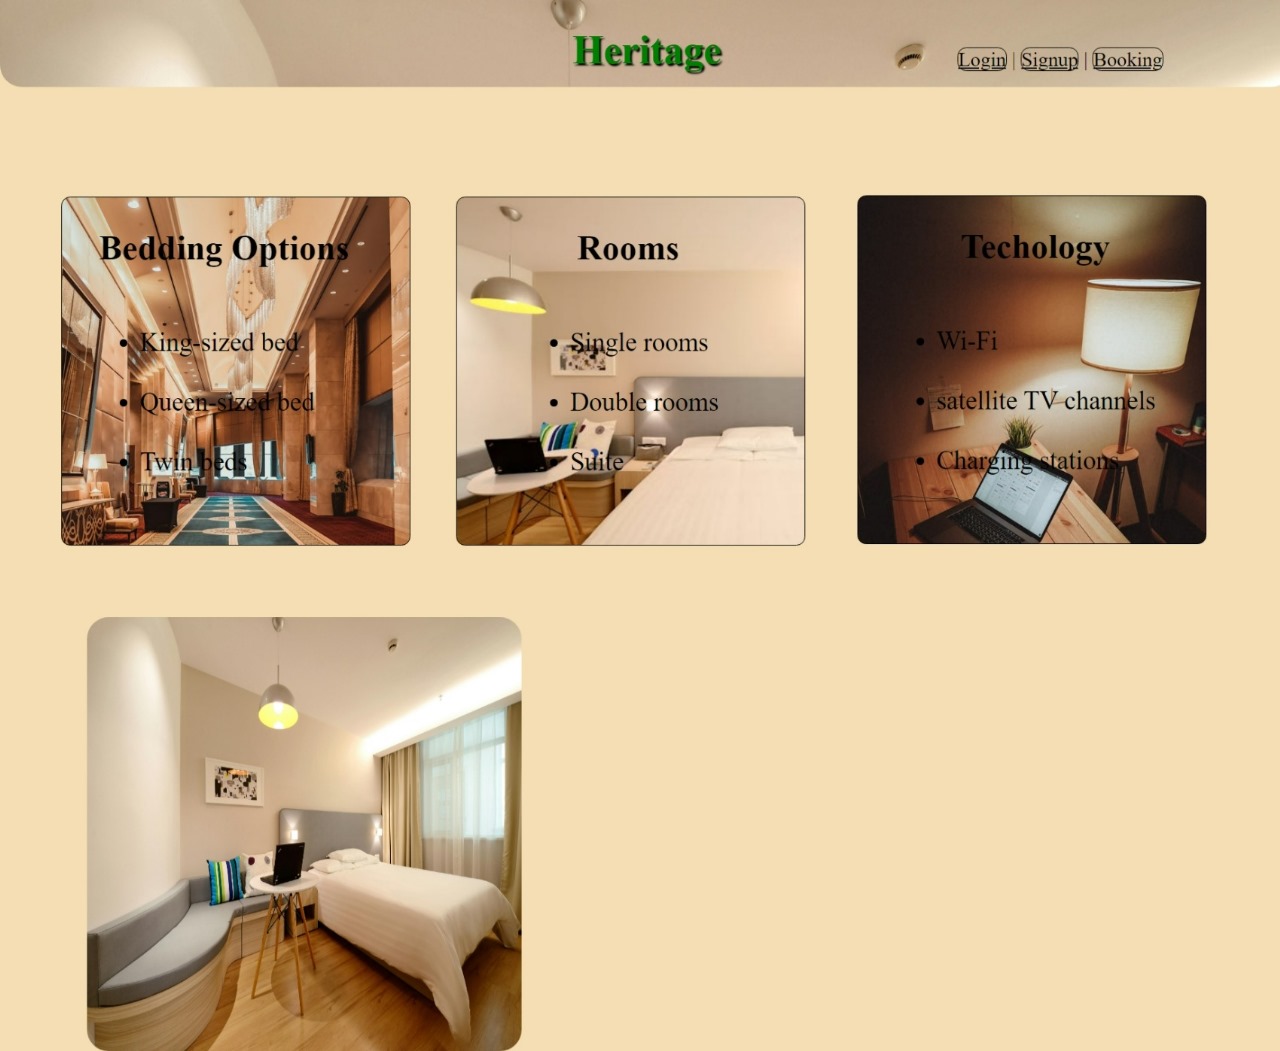 Heritage
Login | Signup | Booking
Bedding Options
• King-sized bed
• Queen-sized bed
• Twin beds
Rooms
• Single rooms
• Double rooms
• Suite
Techology
• Wi-Fi
• satellite TV channels
• Charging stations